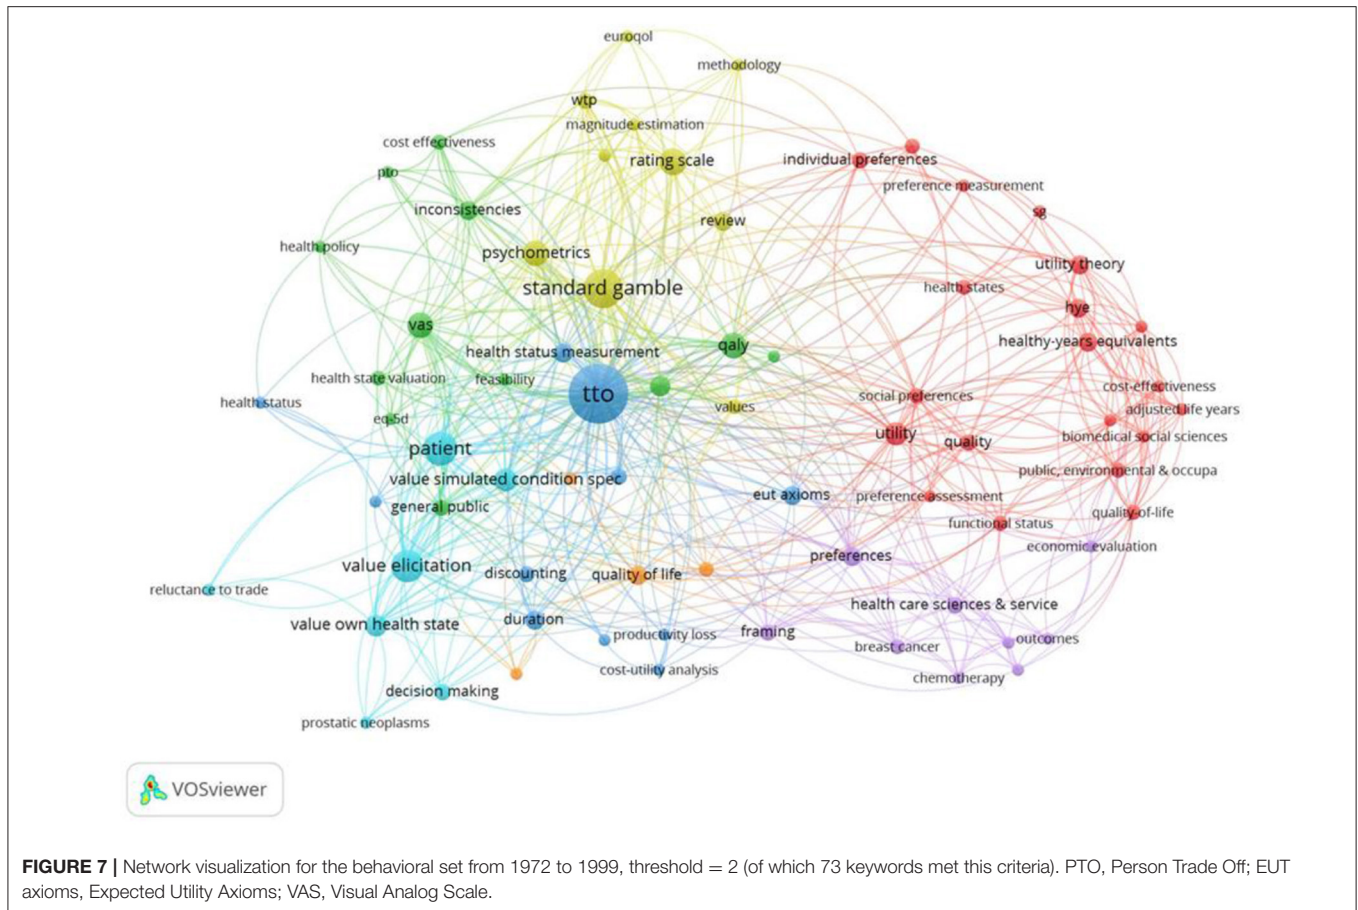 euroqol
methodology
wtp
magnitude estimation
cost effectiveness
rating scale
individual preferences
pto
preference measurement
inconsistencies
sg
review
health policy
psychometrics
utility theory
standard gamble
health states
hye
vas
healthy-years equivalents
qaly
health status measurement
health state valuation
feasibility
cost-effectiveness
tto
social preferences
health status
values
adjusted life years
eq-5d
utility
biomedical social sciences
quality
patient
public, environmental & occupa
value simulated condition spec
eut axioms
preference assessment
general public
quality-of-life
functional status
economic evaluation
preferences
value elicitation
discounting
quality of life
reluctance to trade
health care sciences & service
duration
value own health state
framing
productivity loss
outcomes
breast cancer
cost-utility analysis
chemotherapy
decision making
prostatic neoplasms
VOSviewer
FIGURE 7 | Network visualization for the behavioral set from 1972 to 1999, threshold = 2 (of which 73 keywords met this criteria). PTO, Person Trade Off; EUT
axioms, Expected Utility Axioms; VAS, Visual Analog Scale.